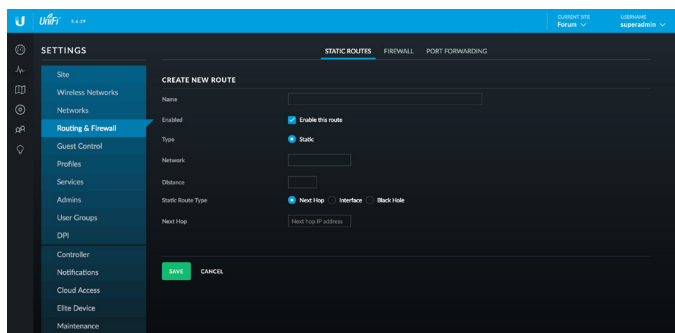 UniFi 5.6.39
CURRENT SITE
Forum
USERNAME
superadmin
SETTINGS
Site
Wireless Networks
Networks
Routing & Firewall
Guest Control
Profiles
Services
Admins
User Groups
DPI
Controller
Notifications
Cloud Access
Elite Device
Maintenance
STATIC ROUTES FIREWALL PORT FORWARDING
CREATE NEW ROUTE
Name
Enabled Enable this route
Type Static
Network
Distance
Static Route Type Next Hop Interface Black Hole
Next Hop Next hop IP address
SAVE CANCEL